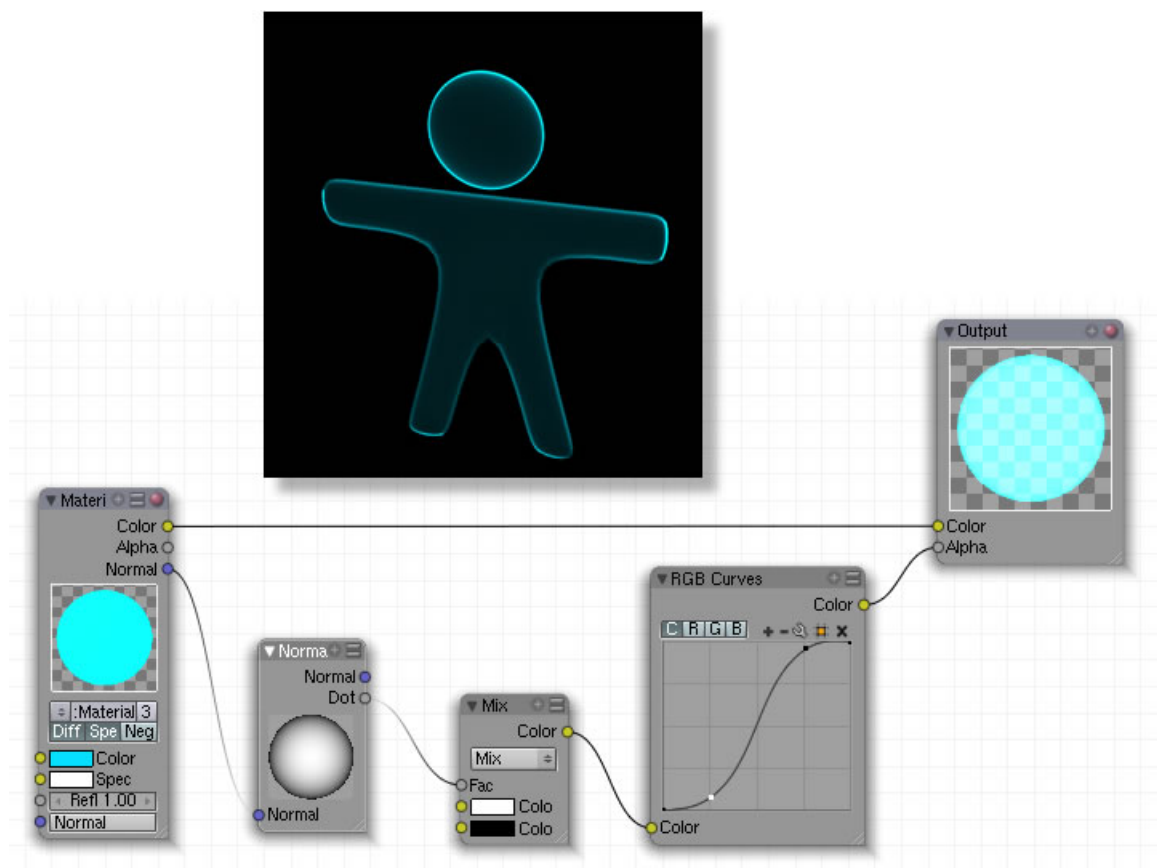 Output
Color
Alpha
Materi
Color
Alpha
Normal
:Material 3
Diff Spe Neg
Color
Spec
Refl 1.00
Normal
Norma
Normal
Dot
Normal
Mix
Color
Mix
Fac
Colo
Colo
RGB Curves
Color
C R G B
Color